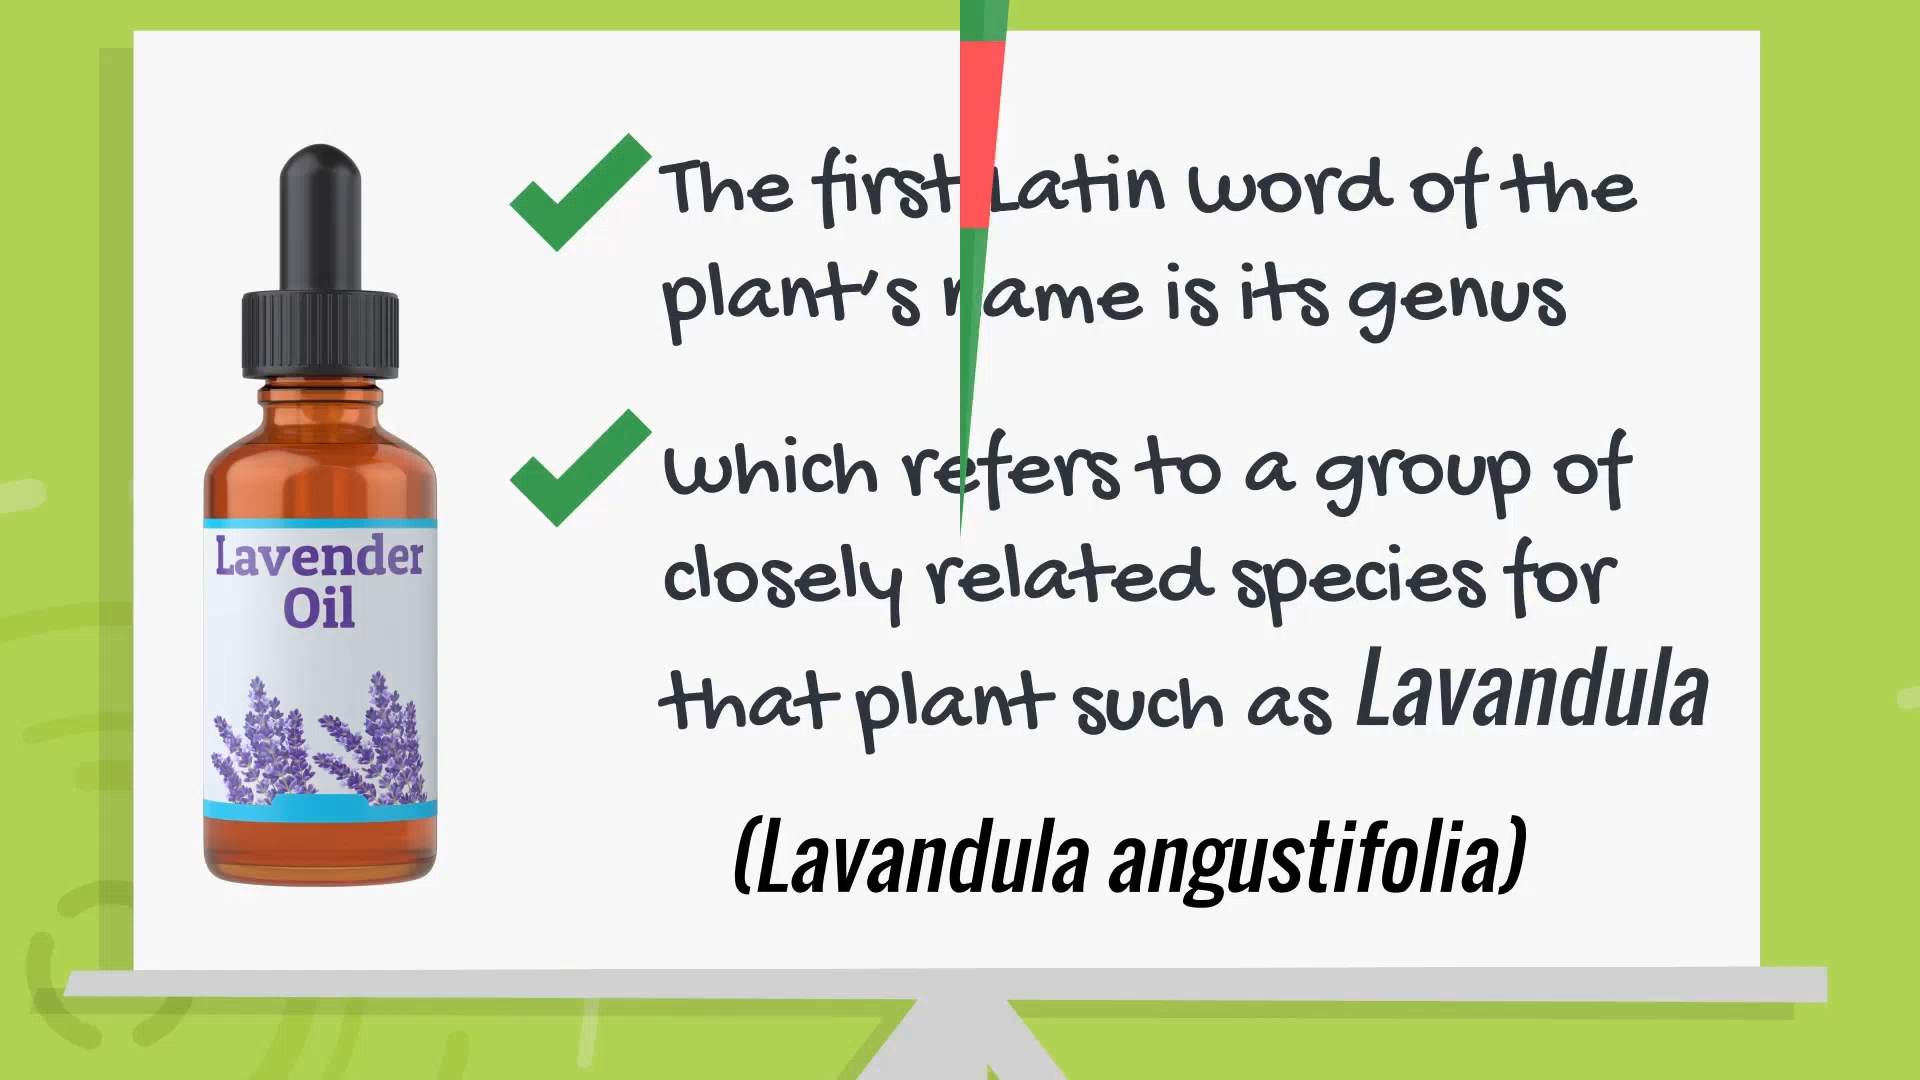 Lavender
Oil
The first Latin word of the
plant's name is its genus
which refers to a group of
closely related species for
that plant such as Lavandula
(Lavandula angustifolia)